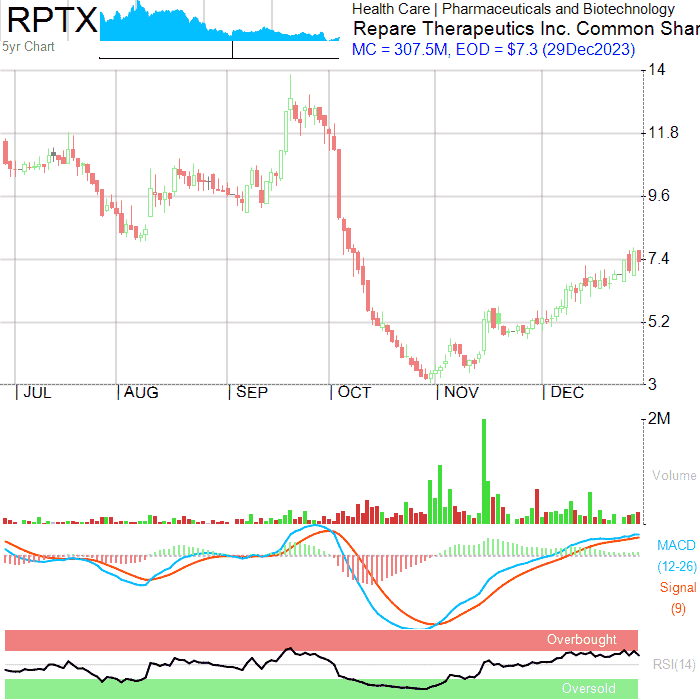 RPTX
5yr Chart
Health Care | Pharmaceuticals and Biotechnology
Repare Therapeutics Inc. Common Shar
MC = 307.5M, EOD = $7.3 (29Dec2023)
14
11.8
9.6
7.4
5.2
3
JUL AUG SEP OCT NOV DEC
2M
Volume
MACD
(12-26)
Signal
(9)
Overbought
RSI(14)
Oversold